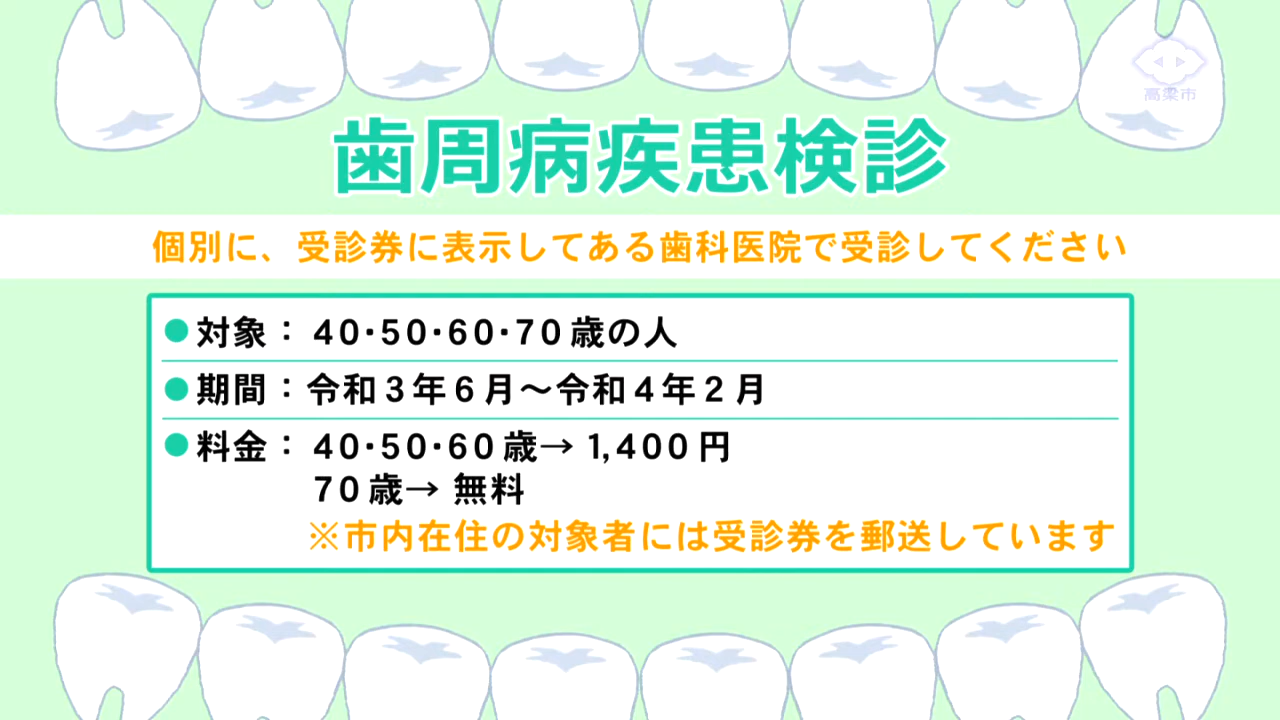 高梁市
歯周病疾患検診
個別に、受診券に表示してある歯科医院で受診してください
●対象：40･50･60･70歳の人
●期間：令和３年６月～令和４年２月
●料金：40･50･60歳→ 1,400円
70歳→ 無料
※市内在住の対象者には受診券を郵送しています